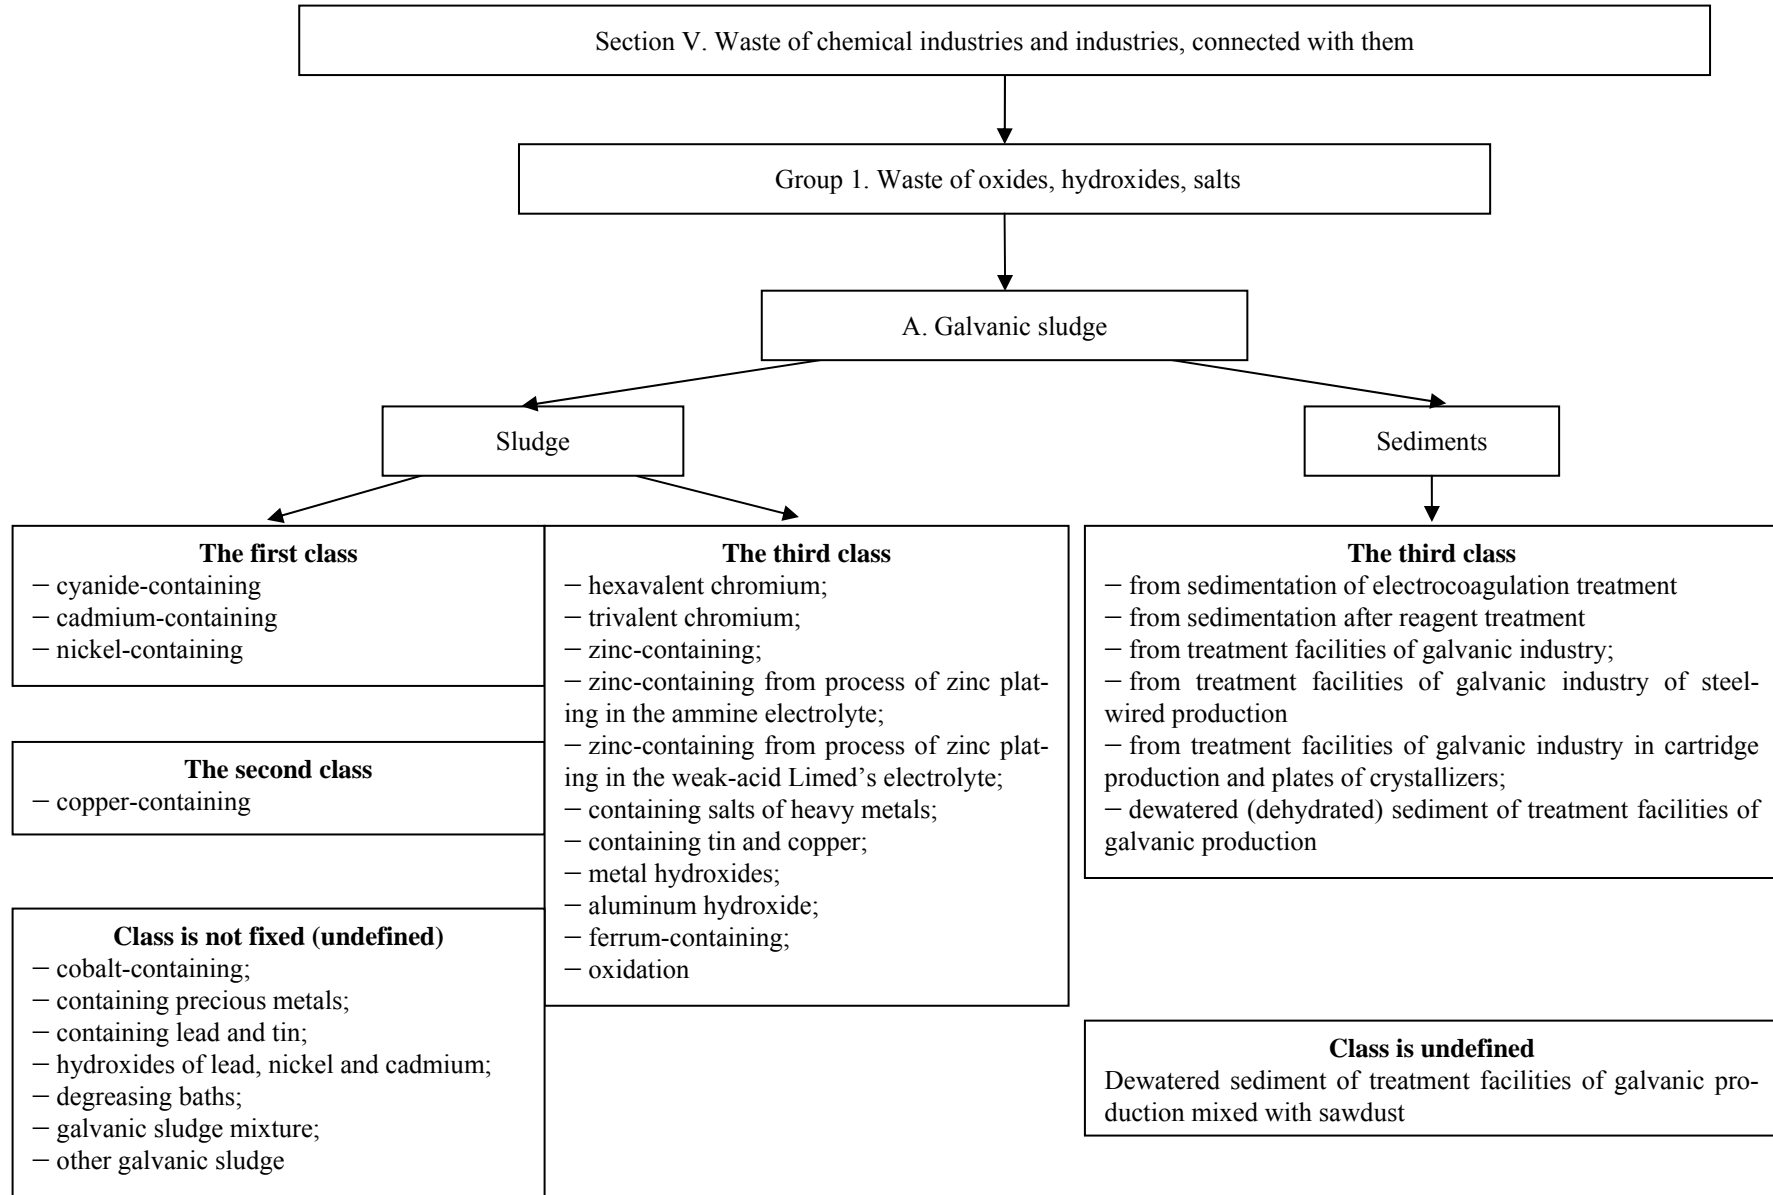 Section V. Waste of chemical industries and industries, connected with them
Group 1. Waste of oxides, hydroxides, salts
A. Galvanic sludge
Sludge
Sediments
The first class
− cyanide-containing
− cadmium-containing
− nickel-containing
The second class
− copper-containing
Class is not fixed (undefined)
− cobalt-containing;
− containing precious metals;
− containing lead and tin;
− hydroxides of lead, nickel and cadmium;
− degreasing baths;
− galvanic sludge mixture;
− other galvanic sludge
The third class
− hexavalent chromium;
− trivalent chromium;
− zinc-containing;
− zinc-containing from process of zinc plat-
ing in the ammine electrolyte;
− zinc-containing from process of zinc plat-
ing in the weak-acid Limed’s electrolyte;
− containing salts of heavy metals;
− containing tin and copper;
− metal hydroxides;
− aluminum hydroxide;
− ferrum-containing;
− oxidation
The third class
− from sedimentation of electrocoagulation treatment
− from sedimentation after reagent treatment
− from treatment facilities of galvanic industry;
− from treatment facilities of galvanic industry of steel-
wired production
− from treatment facilities of galvanic industry in cartridge
production and plates of crystallizers;
− dewatered (dehydrated) sediment of treatment facilities of
galvanic production
Class is undefined
Dewatered sediment of treatment facilities of galvanic pro-
duction mixed with sawdust